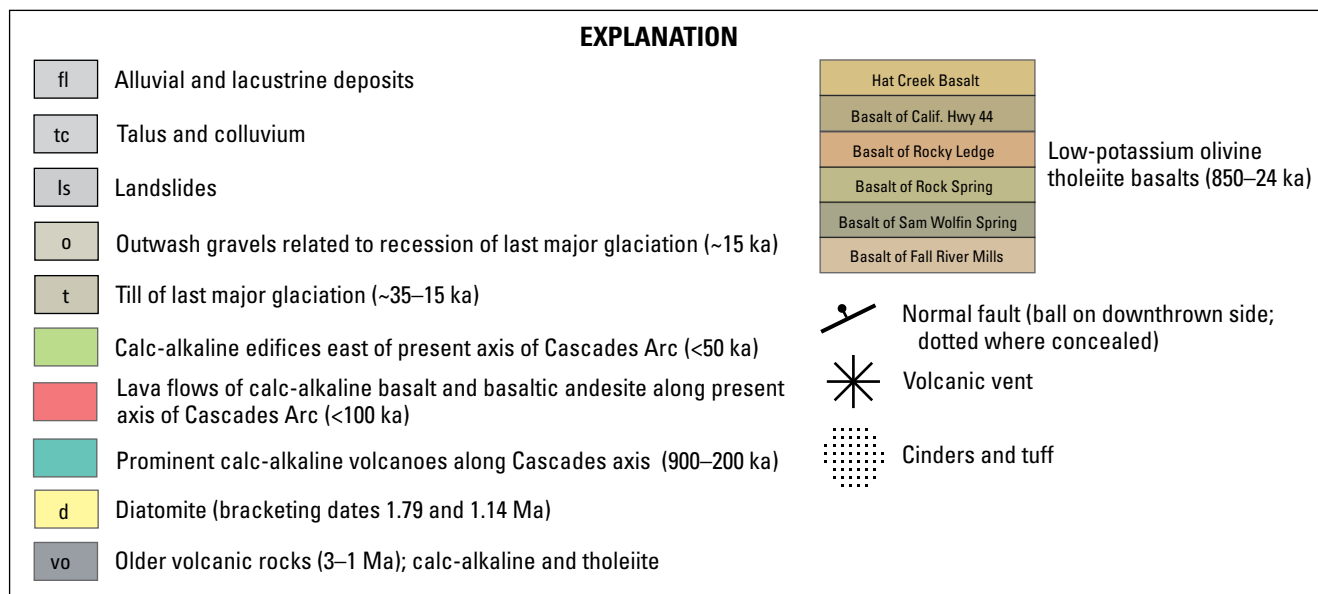 EXPLANATION
fl
Alluvial and lacustrine deposits
tc
Talus and colluvium
ls
Landslides
o
Outwash gravels related to recession of last major glaciation (~15 ka)
t
Till of last major glaciation (~35–15 ka)
Calc-alkaline edifices east of present axis of Cascades Arc (<50 ka)
Lava flows of calc-alkaline basalt and basaltic andesite along present
axis of Cascades Arc (<100 ka)
Prominent calc-alkaline volcanoes along Cascades axis (900–200 ka)
d
Diatomite (bracketing dates 1.79 and 1.14 Ma)
vo
Older volcanic rocks (3–1 Ma); calc-alkaline and tholeiite
Hat Creek Basalt
Basalt of Calif. Hwy 44
Basalt of Rocky Ledge
Basalt of Rock Spring
Basalt of Sam Wolfin Spring
Basalt of Fall River Mills
Low-potassium olivine
tholeiite basalts (850–24 ka)
Normal fault (ball on downthrown side;
dotted where concealed)
Volcanic vent
Cinders and tuff